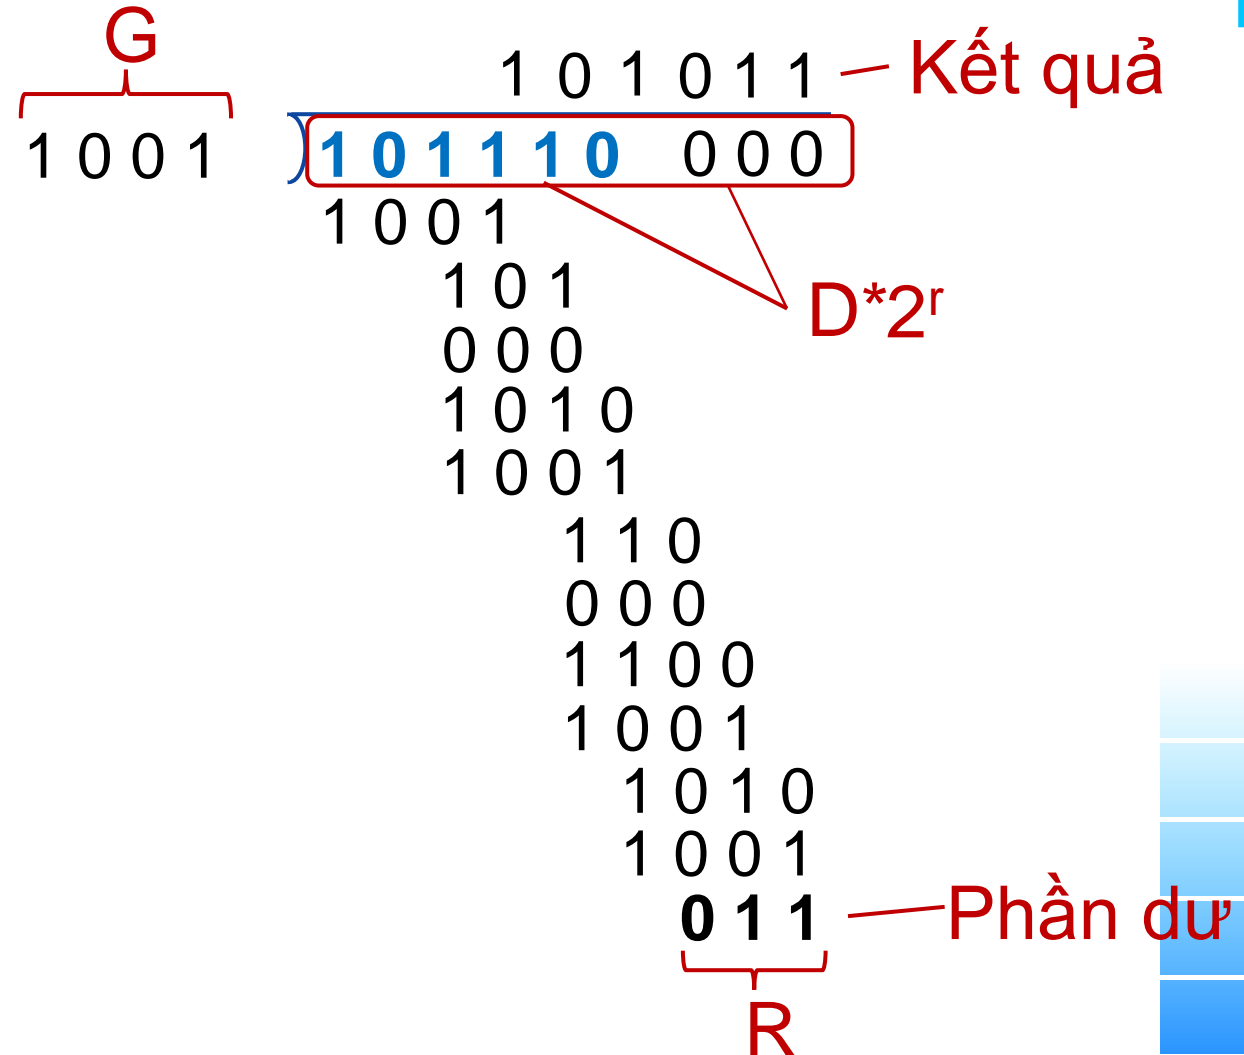 G
1 0 1 0 1 1 Kết quả
1 0 0 1 ) 1 0 1 1 1 0 0 0 0
1 0 0 1
1 0 1
D*2ʳ
0 0 0
1 0 1 0
1 0 0 1
1 1 0
0 0 0
1 1 0 0
1 0 0 1
1 0 1 0
1 0 0 1
0 1 1 Phần dư
R